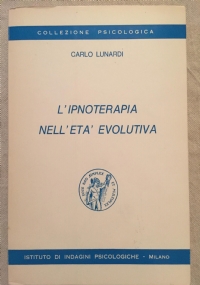 COLLEZIONE PSICOLOGICA
CARLO LUNARDI
L'IPNOTERAPIA
NELL'ETA' EVOLUTIVA
ISTITUTO DI INDAGINI PSICOLOGICHE - MILANO